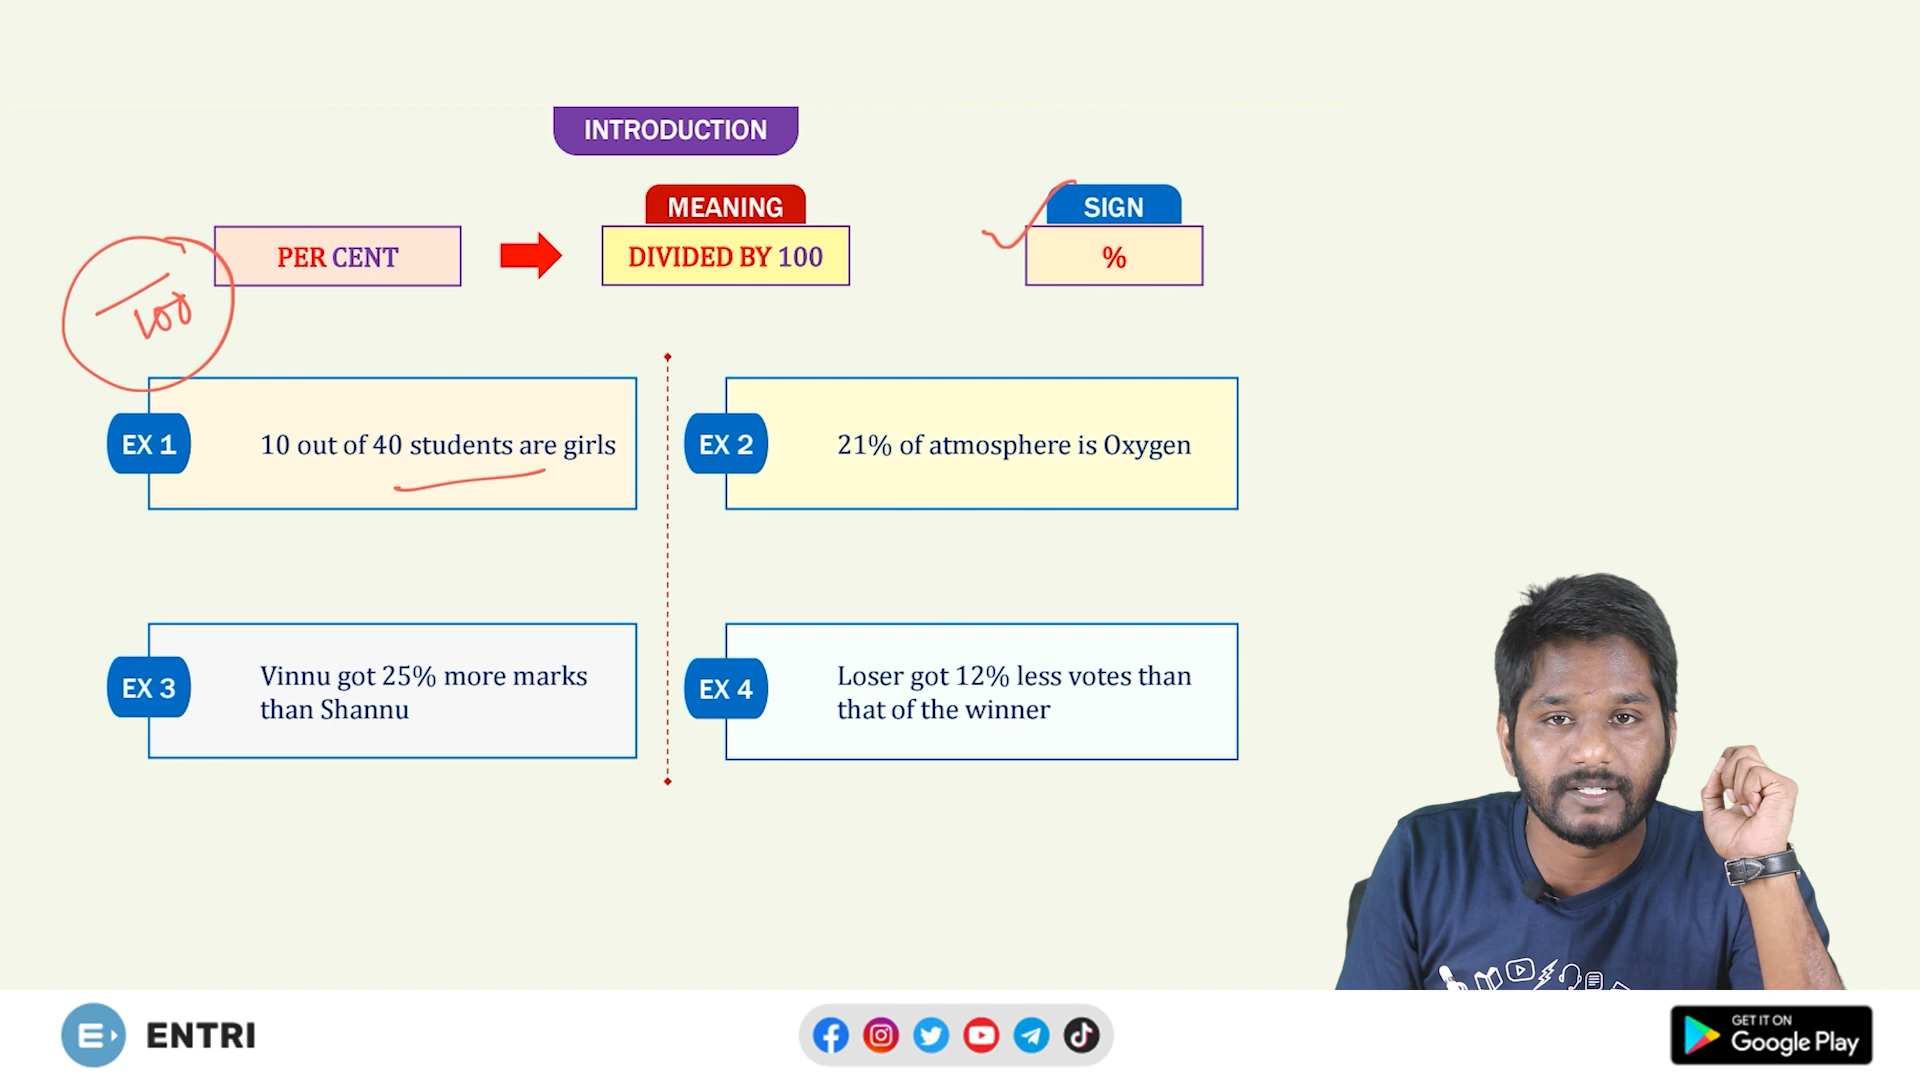 INTRODUCTION
MEANING
SIGN
PER CENT
DIVIDED BY 100
%
100
EX 1
10 out of 40 students are girls
EX 2
21% of atmosphere is Oxygen
EX 3
Vinnu got 25% more marks
than Shannu
EX 4
Loser got 12% less votes than
that of the winner
E
ENTRI
GET IT ON
Google Play